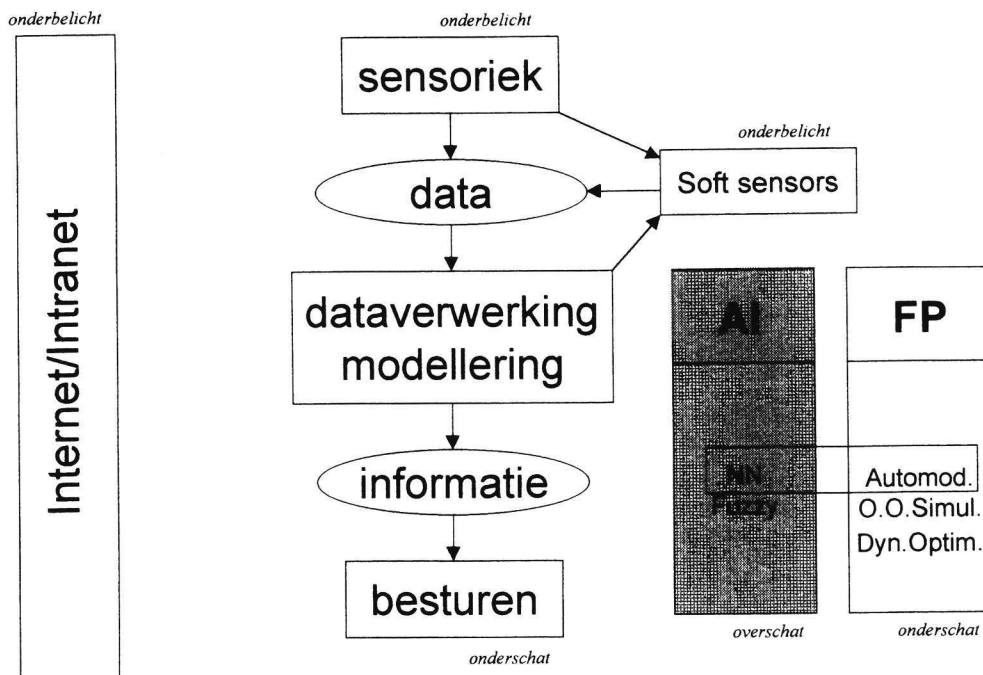 onderbelicht
Internet/Intranet
onderbelicht
sensoriek
data
onderbelicht
Soft sensors
dataverwerking
modellering
informatie
besturen
onderschat
AI
NN
Fuzzy
overschat
FP
Automod.
O.O.Simul.
Dyn.Optim.
onderschat